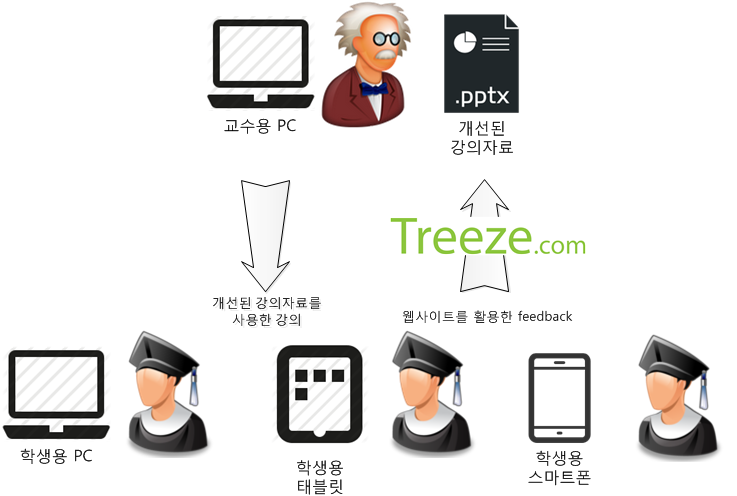 .pptx
교수용 PC
개선된
강의자료
Treeze.com
개선된 강의자료를
사용한 강의
웹사이트를 활용한 feedback
학생용 PC
학생용
태블릿
학생용
스마트폰